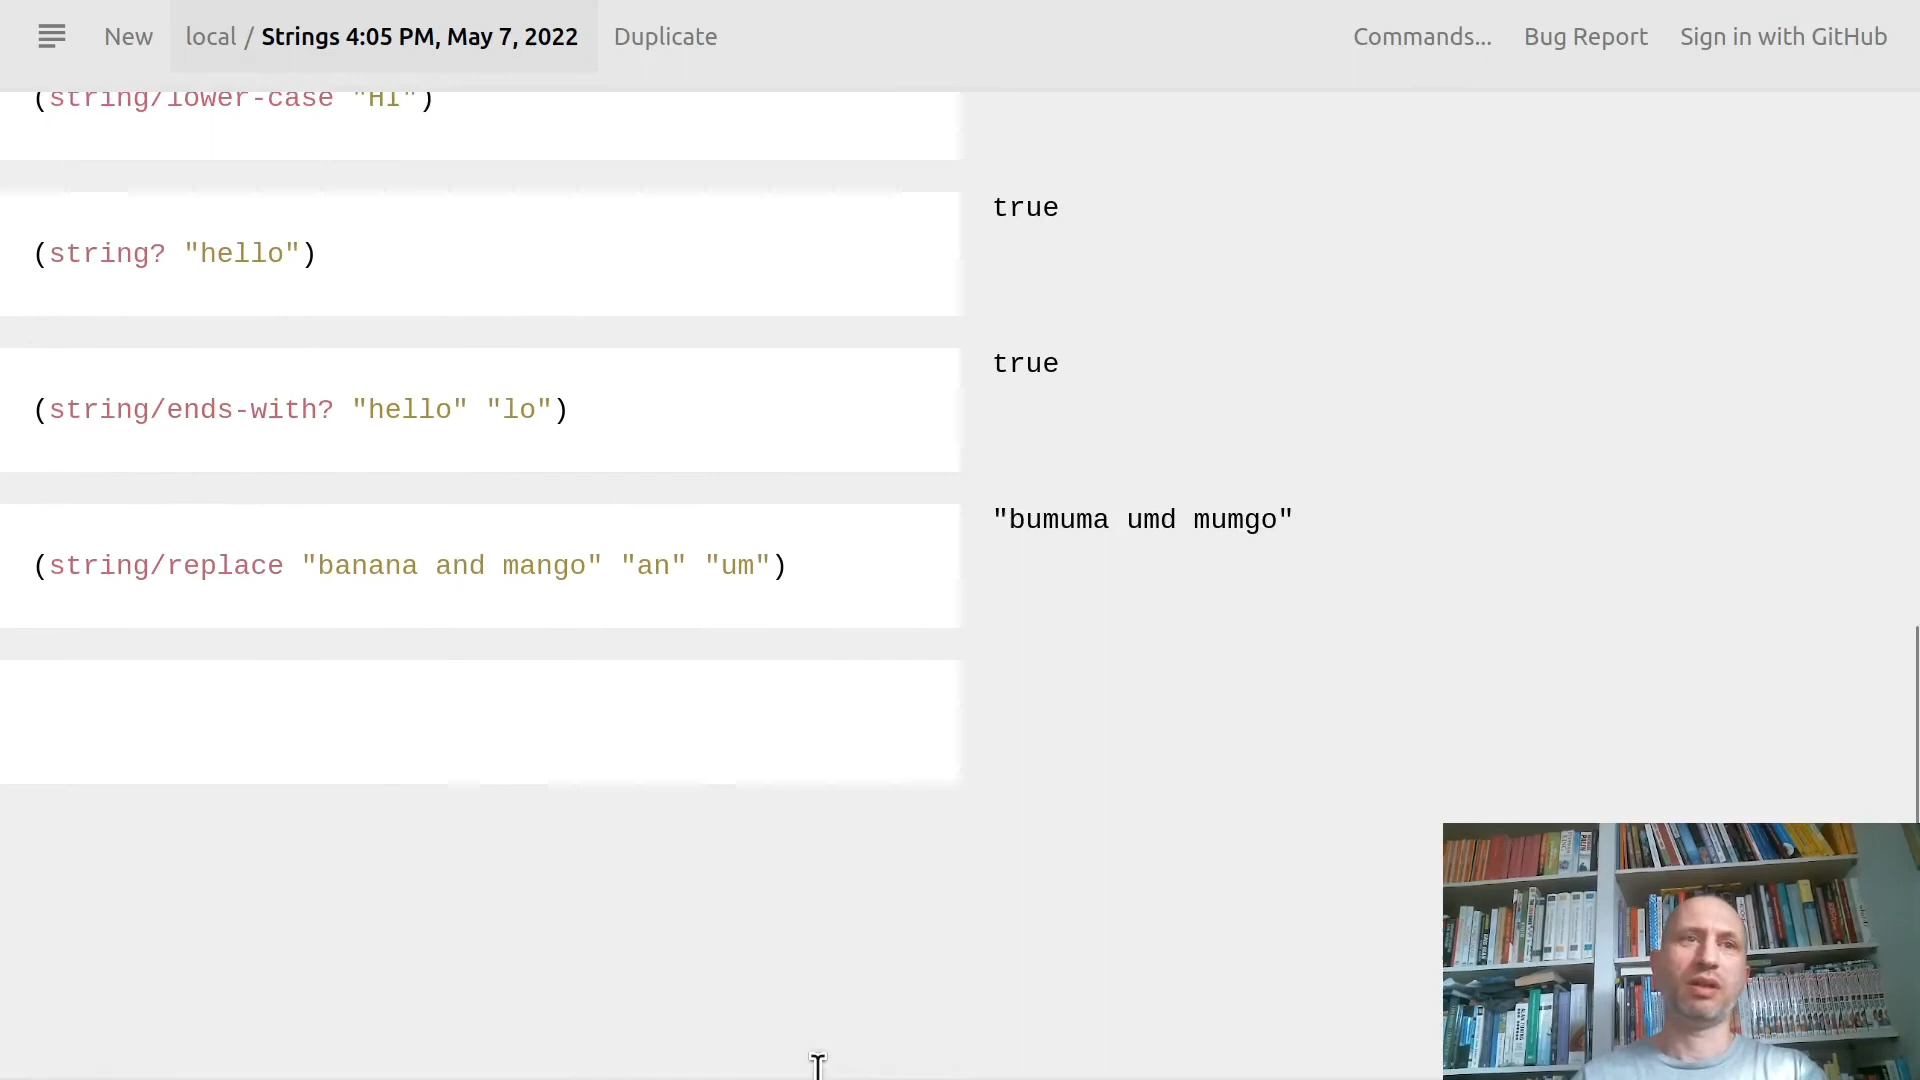 New local / Strings 4:05 PM, May 7, 2022 Duplicate Commands... Bug Report Sign in with GitHub
(string/lower-case "HI")
true
(string? "hello")
true
(string/ends-with? "hello" "lo")
"bumuma umd mumgo"
(string/replace "banana and mango" "an" "um")